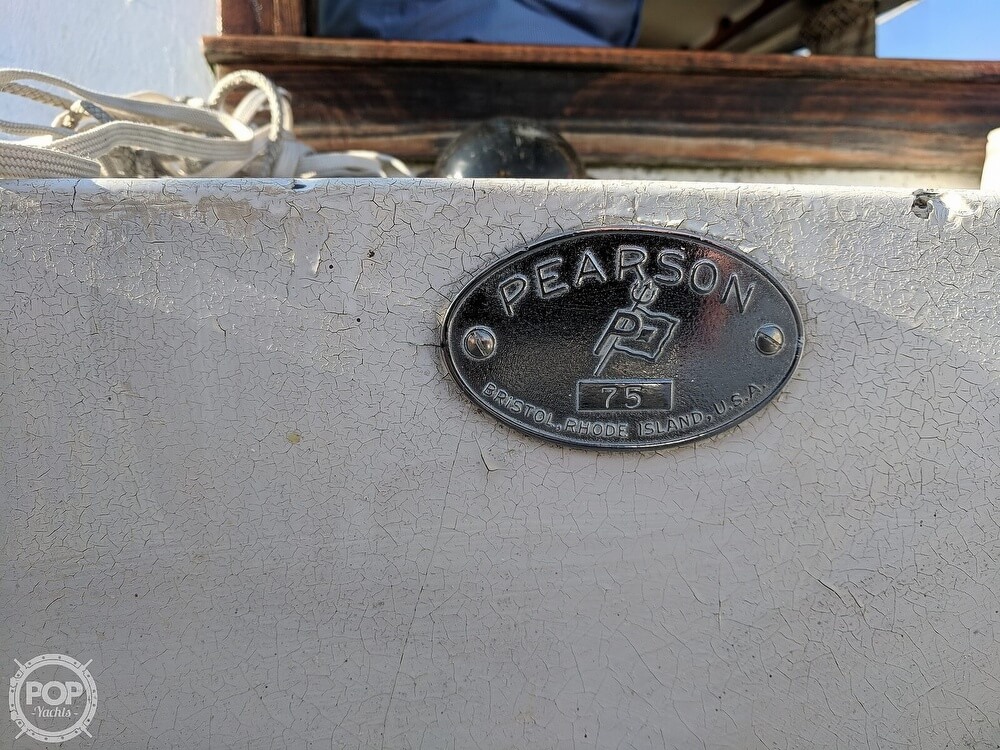 PEARSON
P
75
BRISTOL, RHODE ISLAND, U.S.A.
POP
-Yachts-